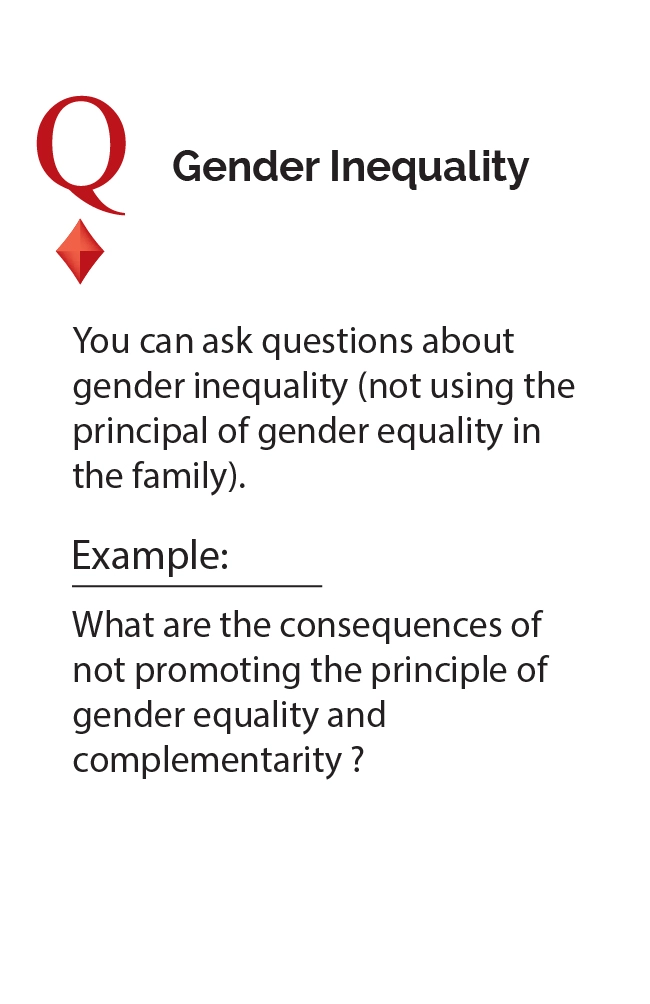 Q
Gender Inequality
You can ask questions about
gender inequality (not using the
principal of gender equality in
the family).
Example:
What are the consequences of
not promoting the principle of
gender equality and
complementarity ?